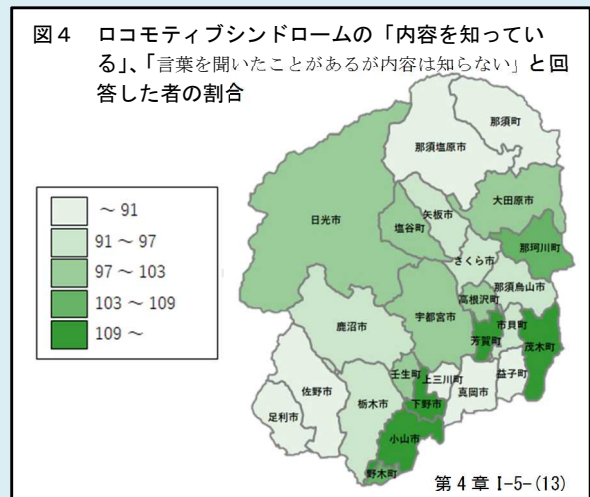 図４　ロコモティブシンドロームの「内容を知ってい
る」、「言葉を聞いたことがあるが内容は知らない」と回
答した者の割合
～ 91
91 ～ 97
97 ～ 103
103 ～ 109
109 ～
那須町
那須塩原市
大田原市
日光市
矢板市
塩谷町
那珂川町
さくら市
那須烏山市
高根沢町
宇都宮市
鹿沼市
市貝町
芳賀町
茂木町
壬生町
上三川町
益子町
真岡市
佐野市
下野市
栃木市
足利市
小山市
野木町
第４章 I-5-(13)